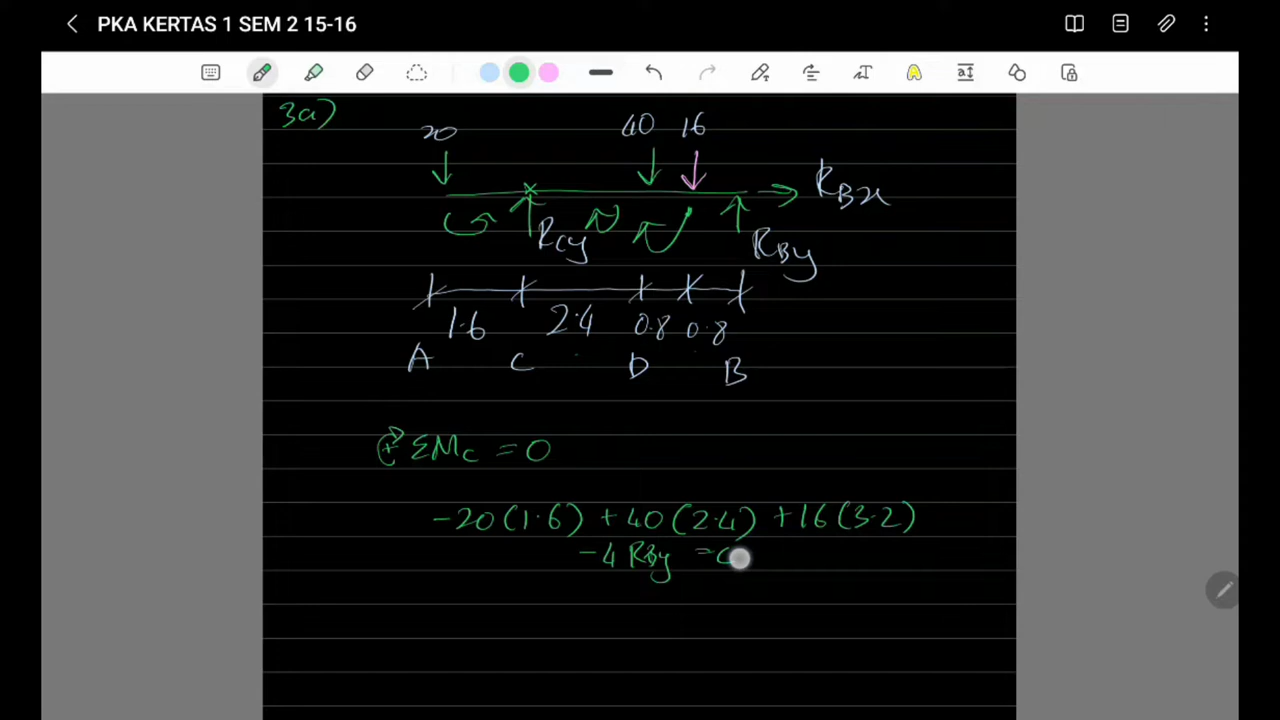 PKA KERTAS 1 SEM 2 15-16
3a)
20 40 16
RBx
RCy RBy
1.6 2.4 0.8 0.8
A C D B
+ ΣMc = 0
-20(1.6) +40(2.4) +16(3.2)
-4 RBy =